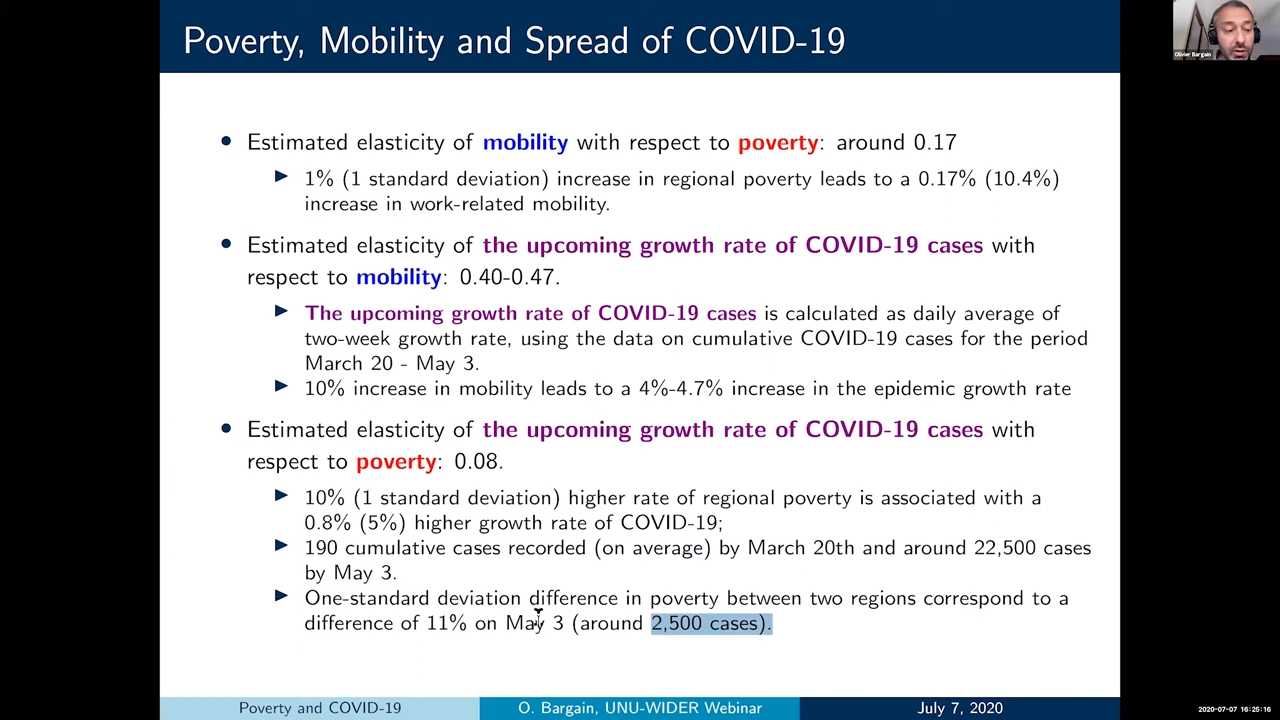 Poverty, Mobility and Spread of COVID-19
Olivier Bargain
• Estimated elasticity of mobility with respect to poverty: around 0.17
▶ 1% (1 standard deviation) increase in regional poverty leads to a 0.17% (10.4%)
increase in work-related mobility.
• Estimated elasticity of the upcoming growth rate of COVID-19 cases with
respect to mobility: 0.40-0.47.
▶ The upcoming growth rate of COVID-19 cases is calculated as daily average of
two-week growth rate, using the data on cumulative COVID-19 cases for the period
March 20 - May 3.
▶ 10% increase in mobility leads to a 4%-4.7% increase in the epidemic growth rate
• Estimated elasticity of the upcoming growth rate of COVID-19 cases with
respect to poverty: 0.08.
▶ 10% (1 standard deviation) higher rate of regional poverty is associated with a
0.8% (5%) higher growth rate of COVID-19;
▶ 190 cumulative cases recorded (on average) by March 20th and around 22,500 cases
by May 3.
▶ One-standard deviation difference in poverty between two regions correspond to a
difference of 11% on May 3 (around 2,500 cases).
Poverty and COVID-19
O. Bargain, UNU-WIDER Webinar
July 7, 2020
2020-07-07 16:25:16